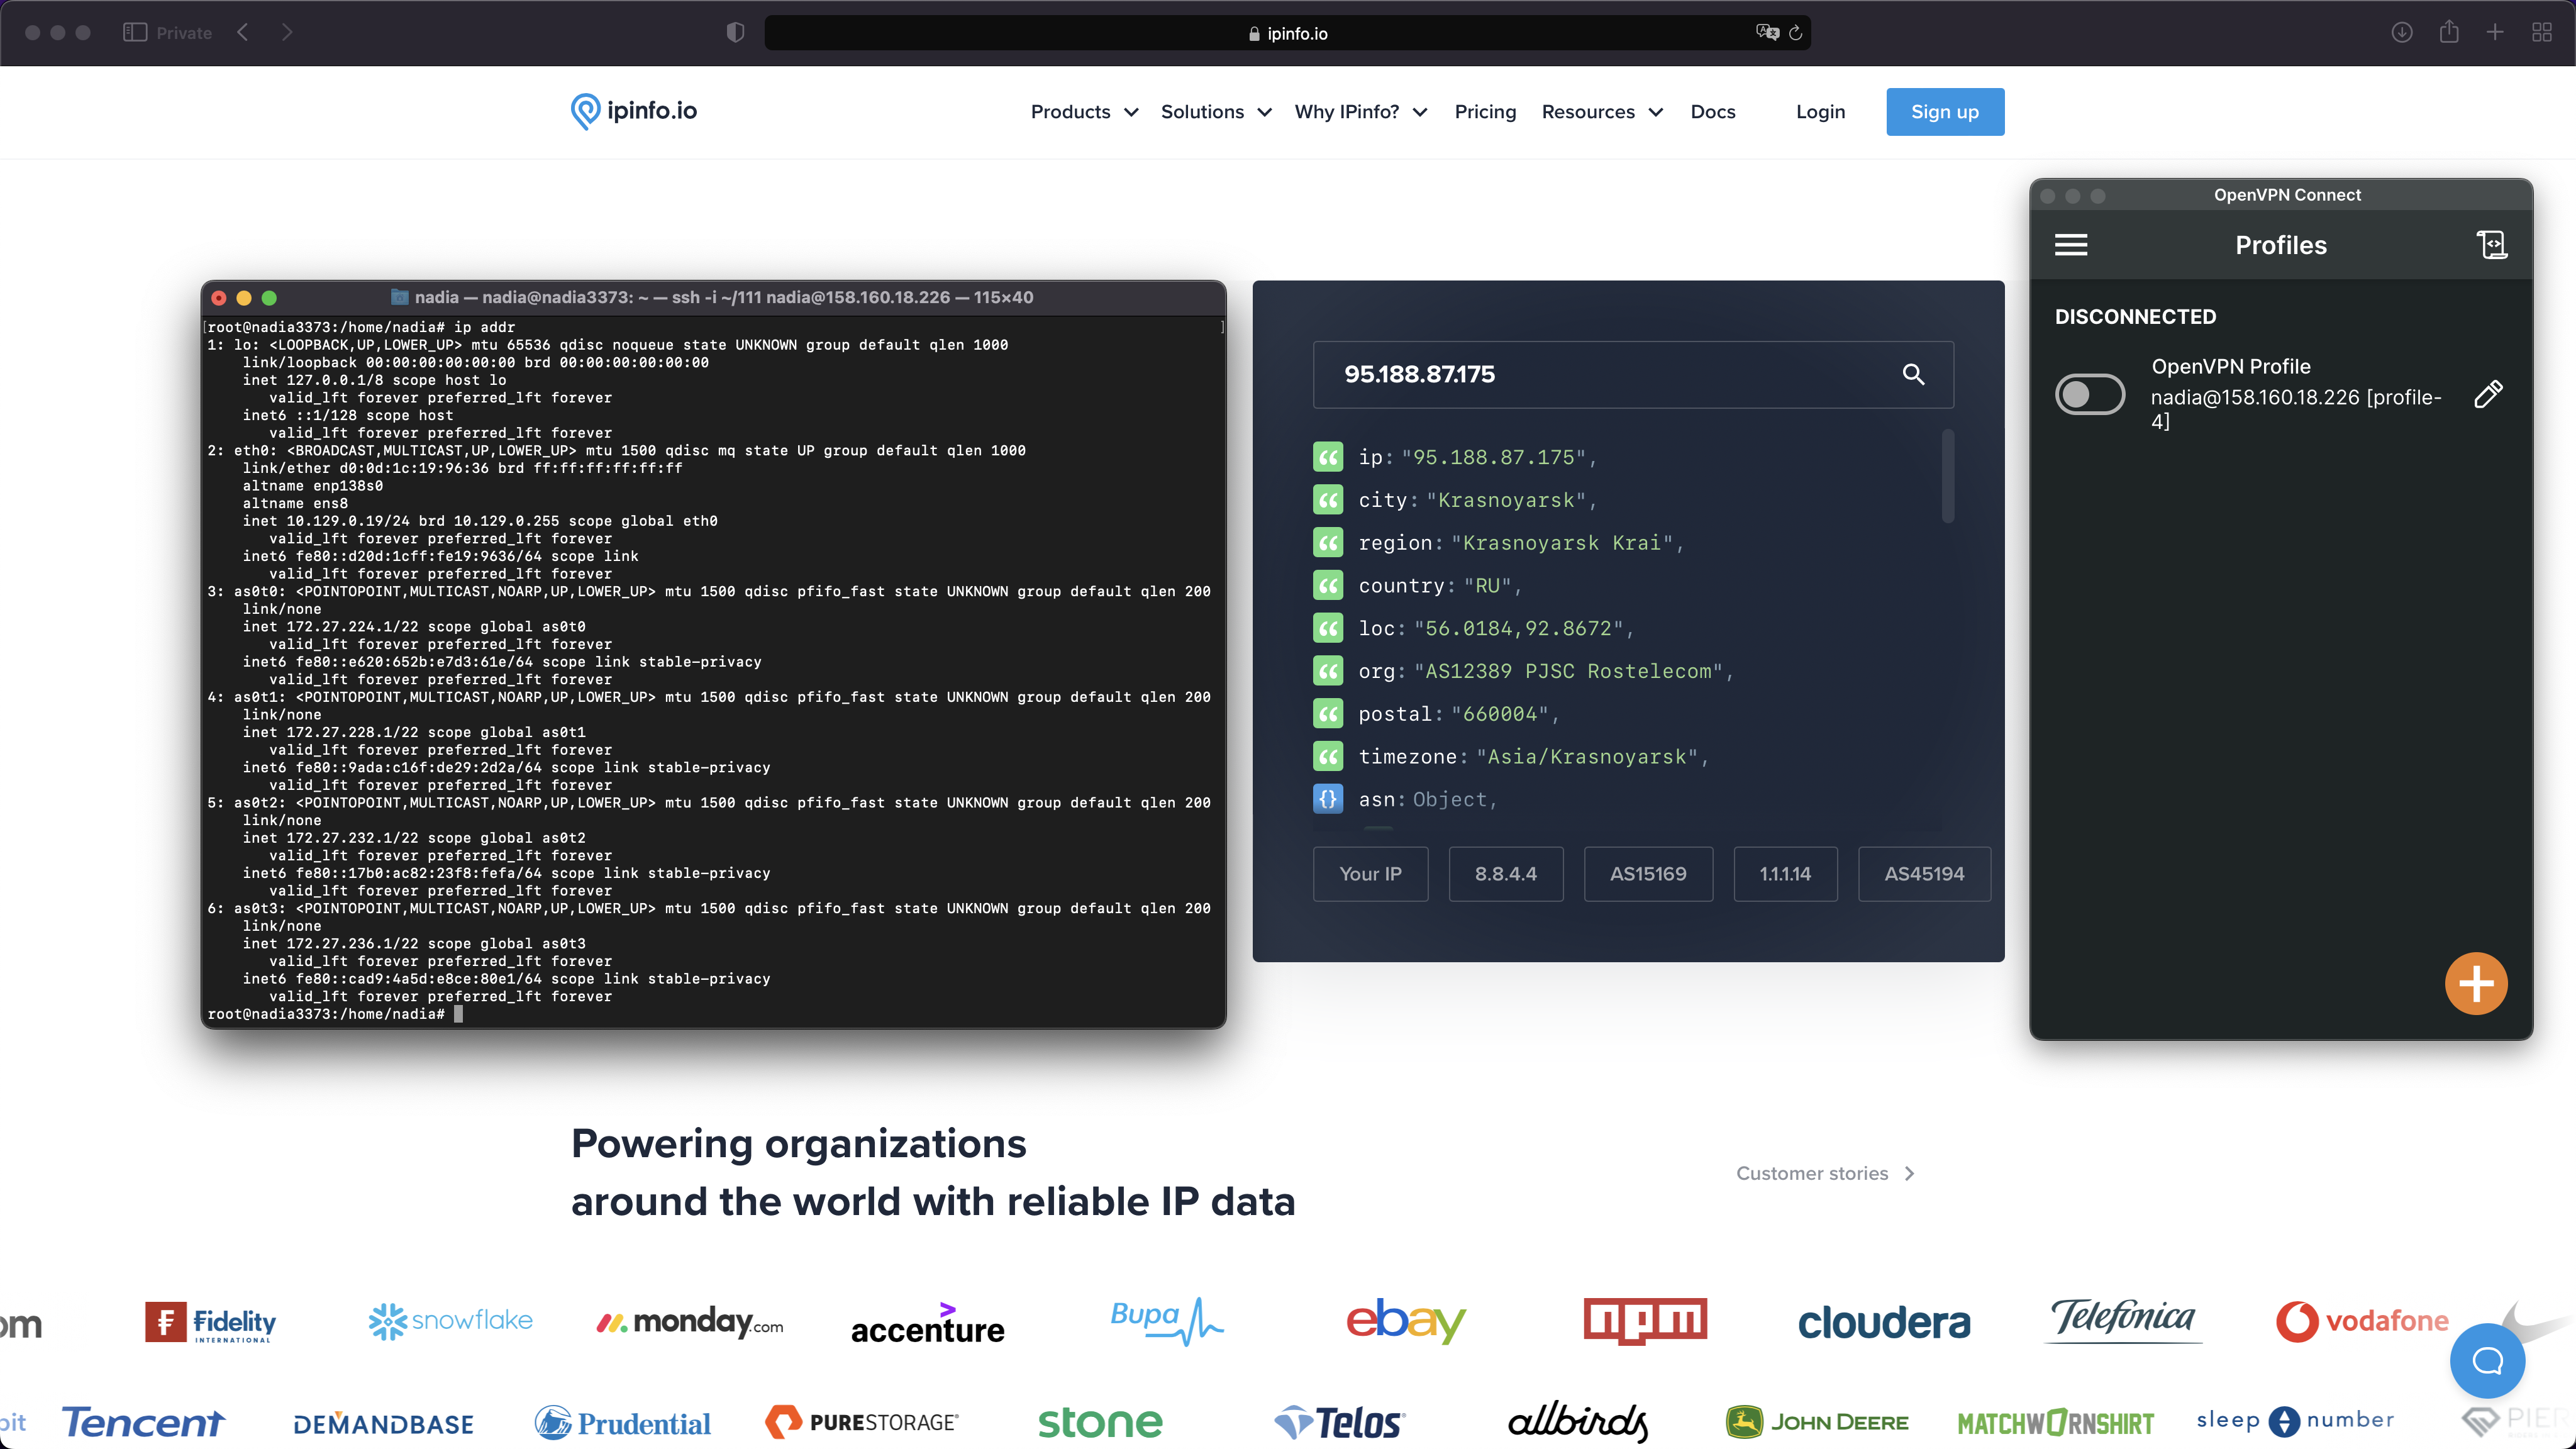 Private
ipinfo.io
ipinfo.io
Products
Solutions
Why IPinfo?
Pricing
Resources
Docs
Login
Sign up
nadia — nadia@nadia3373: ~ — ssh -i ~/111 nadia@158.160.18.226 — 115×40
[root@nadia3373:/home/nadia# ip addr ]
1: lo: <LOOPBACK,UP,LOWER_UP> mtu 65536 qdisc noqueue state UNKNOWN group default qlen 1000
link/loopback 00:00:00:00:00:00 brd 00:00:00:00:00:00
inet 127.0.0.1/8 scope host lo
valid_lft forever preferred_lft forever
inet6 ::1/128 scope host
valid_lft forever preferred_lft forever
2: eth0: <BROADCAST,MULTICAST,UP,LOWER_UP> mtu 1500 qdisc mq state UP group default qlen 1000
link/ether d0:0d:1c:19:96:36 brd ff:ff:ff:ff:ff:ff
altname enp138s0
altname ens8
inet 10.129.0.19/24 brd 10.129.0.255 scope global eth0
valid_lft forever preferred_lft forever
inet6 fe80::d20d:1cff:fe19:9636/64 scope link
valid_lft forever preferred_lft forever
3: as0t0: <POINTOPOINT,MULTICAST,NOARP,UP,LOWER_UP> mtu 1500 qdisc pfifo_fast state UNKNOWN group default qlen 200
link/none
inet 172.27.224.1/22 scope global as0t0
valid_lft forever preferred_lft forever
inet6 fe80::e620:652b:e7d3:61e/64 scope link stable-privacy
valid_lft forever preferred_lft forever
4: as0t1: <POINTOPOINT,MULTICAST,NOARP,UP,LOWER_UP> mtu 1500 qdisc pfifo_fast state UNKNOWN group default qlen 200
link/none
inet 172.27.228.1/22 scope global as0t1
valid_lft forever preferred_lft forever
inet6 fe80::9ada:c16f:de29:2d2a/64 scope link stable-privacy
valid_lft forever preferred_lft forever
5: as0t2: <POINTOPOINT,MULTICAST,NOARP,UP,LOWER_UP> mtu 1500 qdisc pfifo_fast state UNKNOWN group default qlen 200
link/none
inet 172.27.232.1/22 scope global as0t2
valid_lft forever preferred_lft forever
inet6 fe80::17b0:ac82:23f8:fefa/64 scope link stable-privacy
valid_lft forever preferred_lft forever
6: as0t3: <POINTOPOINT,MULTICAST,NOARP,UP,LOWER_UP> mtu 1500 qdisc pfifo_fast state UNKNOWN group default qlen 200
link/none
inet 172.27.236.1/22 scope global as0t3
valid_lft forever preferred_lft forever
inet6 fe80::cad9:4a5d:e8ce:80e1/64 scope link stable-privacy
valid_lft forever preferred_lft forever
root@nadia3373:/home/nadia#
95.188.87.175
ip: "95.188.87.175",
city: "Krasnoyarsk",
region: "Krasnoyarsk Krai",
country: "RU",
loc: "56.0184,92.8672",
org: "AS12389 PJSC Rostelecom",
postal: "660004",
timezone: "Asia/Krasnoyarsk",
{} asn: Object,
Your IP
8.8.4.4
AS15169
1.1.1.14
AS45194
OpenVPN Connect
Profiles
DISCONNECTED
OpenVPN Profile
nadia@158.160.18.226 [profile-
4]
Powering organizations
around the world with reliable IP data
Customer stories
om
Fidelity
INTERNATIONAL
snowflake
monday.com
accenture
Bupa
ebay
npm
cloudera
Telefónica
vodafone
bit
Tencent
DEMANDBASE
Prudential
PURESTORAGE
stone
Telos
allbirds
JOHN DEERE
MATCHWORNSHIRT
sleep number
PIER